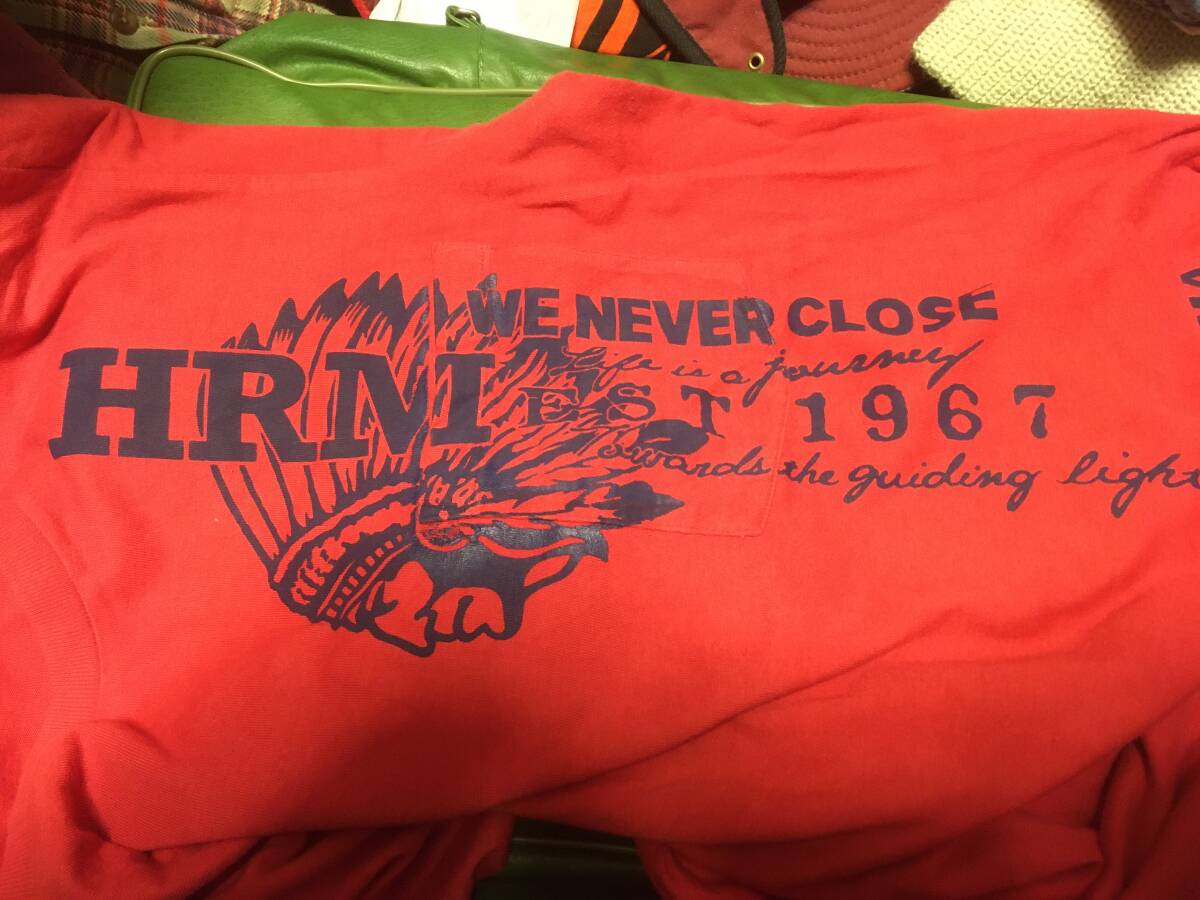 WE NEVER CLOSE
Life is a journey
HRM EST 1967
towards the guiding light